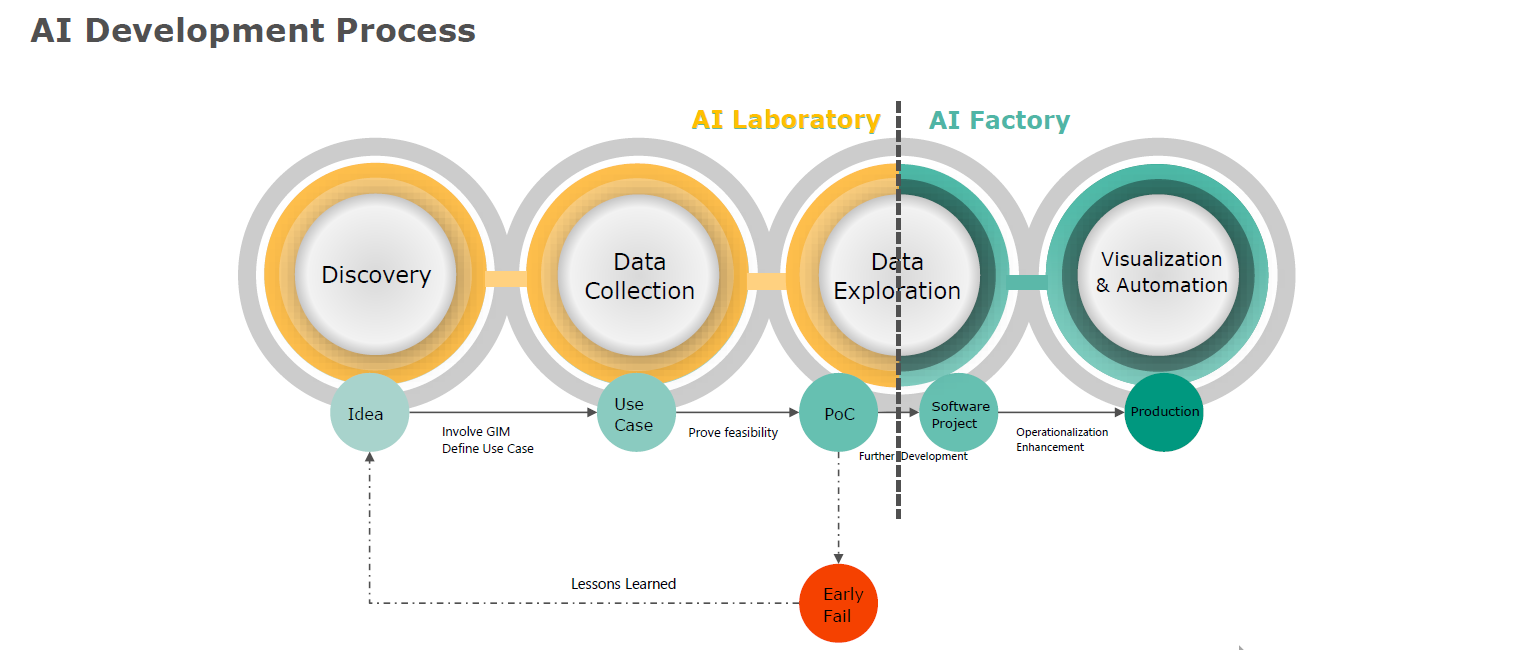 AI Development Process
AI Laboratory
AI Factory
Discovery
Data
Collection
Data
Exploration
Visualization
& Automation
Idea
Involve GIM
Define Use Case
Use
Case
Prove feasibility
PoC
Further Development
Software
Project
Operationalization
Enhancement
Production
Lessons Learned
Early
Fail